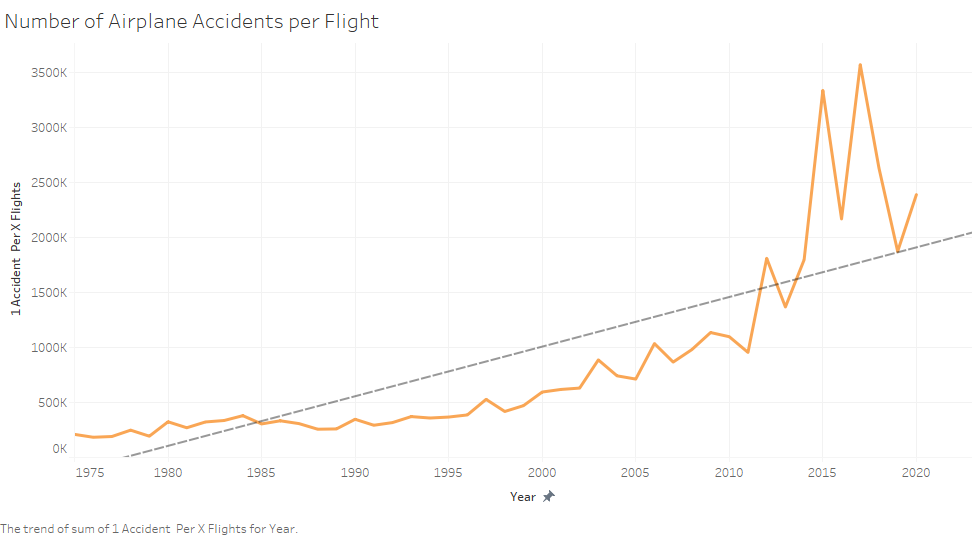 Number of Airplane Accidents per Flight
3500K
3000K
2500K
2000K
1500K
1000K
500K
0K
1 Accident  Per X Flights
1975 1980 1985 1990 1995 2000 2005 2010 2015 2020
Year
The trend of sum of 1 Accident  Per X Flights for Year.